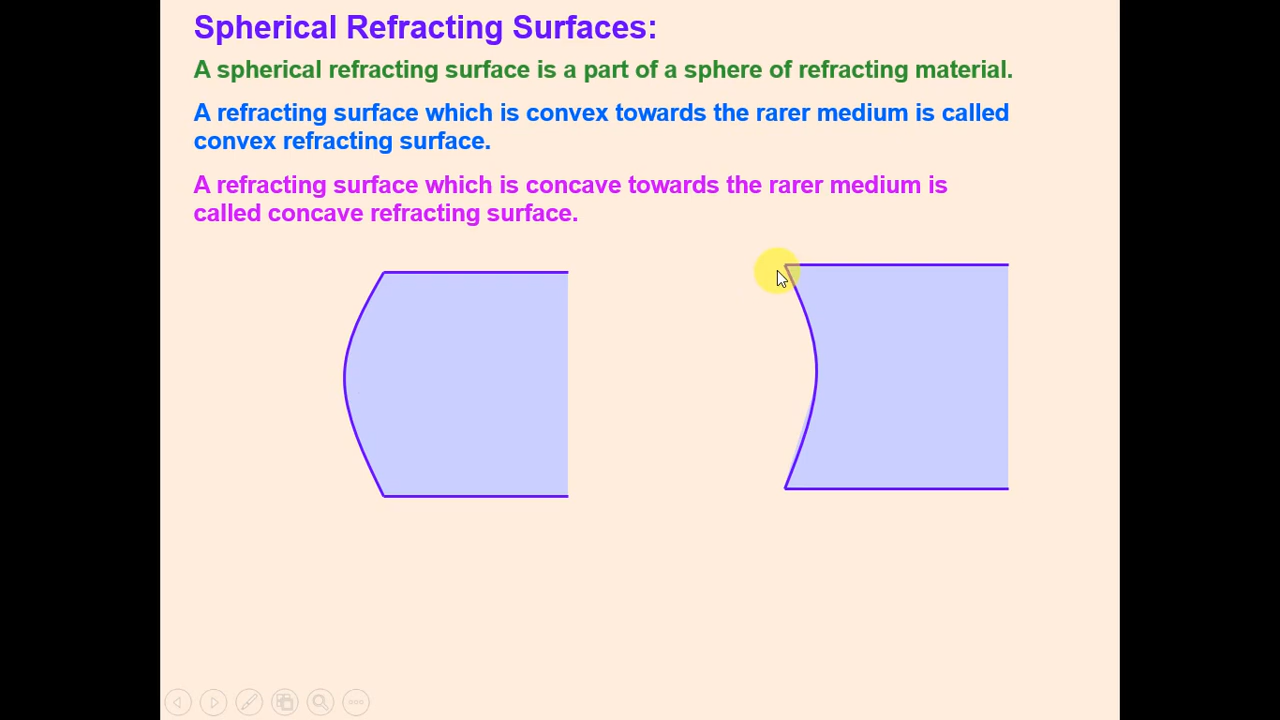 Spherical Refracting Surfaces:
A spherical refracting surface is a part of a sphere of refracting material.
A refracting surface which is convex towards the rarer medium is called
convex refracting surface.
A refracting surface which is concave towards the rarer medium is
called concave refracting surface.